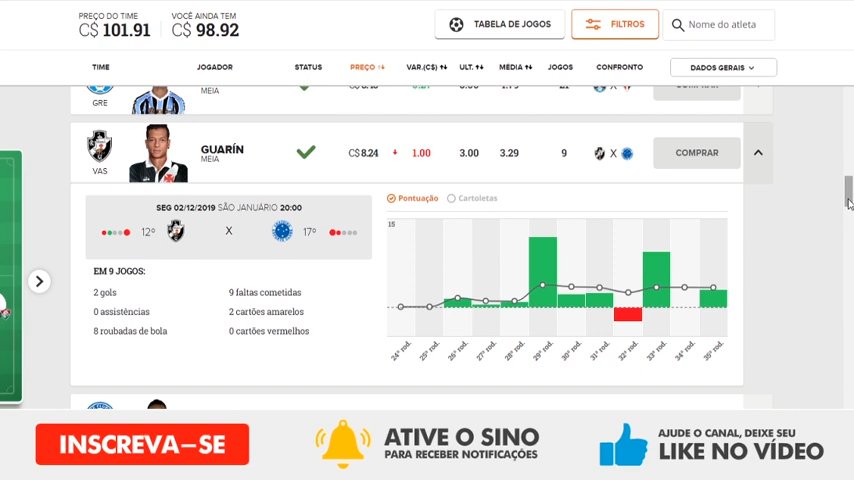 PREÇO DO TIME
C$ 101.91
VOCÊ AINDA TEM
C$ 98.92
TABELA DE JOGOS
FILTROS
Nome do atleta
TIME JOGADOR STATUS PREÇO VAR.(C$) ULT. MÉDIA JOGOS CONFRONTO DADOS GERAIS
GRE MEIA
VAS GUARÍN MEIA C$ 8.24 1.00 3.00 3.29 9 X COMPRAR
SEG 02/12/2019 SÃO JANUÁRIO 20:00
12º X 17º
EM 9 JOGOS:
2 gols 9 faltas cometidas
0 assistências 2 cartões amarelos
8 roubadas de bola 0 cartões vermelhos
Pontuação Cartoletas
15
24ª rod. 25ª rod. 26ª rod. 27ª rod. 28ª rod. 29ª rod. 30ª rod. 31ª rod. 32ª rod. 33ª rod. 34ª rod. 35ª rod.
INSCREVA-SE
ATIVE O SINO
PARA RECEBER NOTIFICAÇÕES
AJUDE O CANAL, DEIXE SEU
LIKE NO VÍDEO